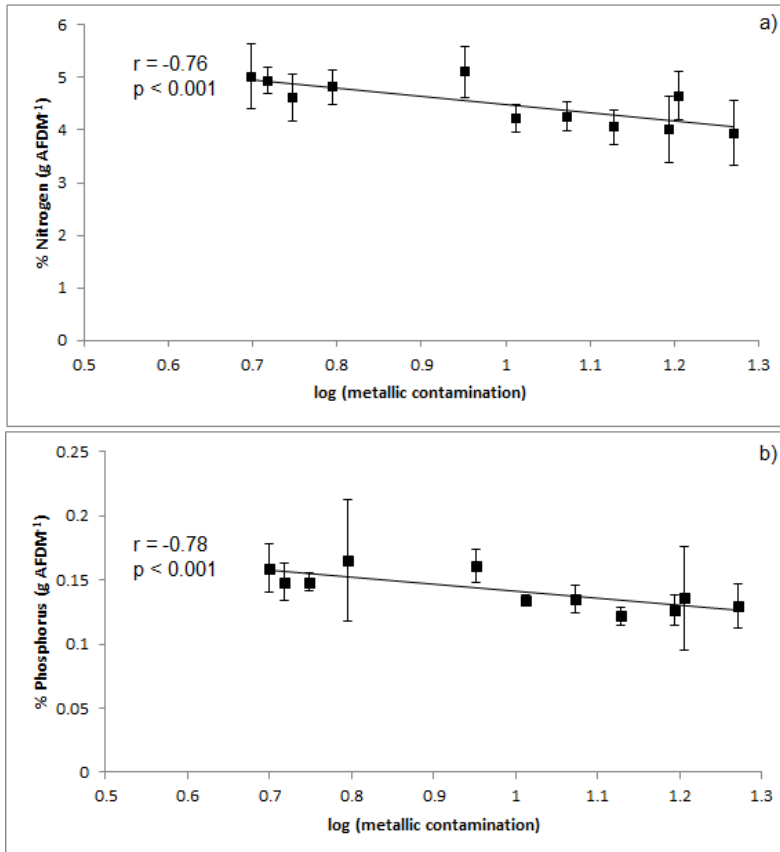 a)
r = -0.76
p < 0.001
% Nitrogen (g AFDM⁻¹)
6
5
4
3
2
1
0
0.5 0.6 0.7 0.8 0.9 1 1.1 1.2 1.3
log (metallic contamination)
b)
r = -0.78
p < 0.001
% Phosphorus (g AFDM⁻¹)
0.25
0.2
0.15
0.1
0.05
0
0.5 0.6 0.7 0.8 0.9 1 1.1 1.2 1.3
log (metallic contamination)